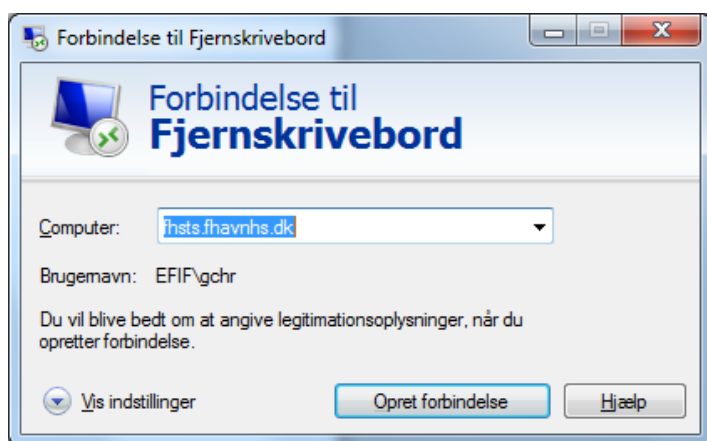 Forbindelse til Fjernskrivebord
Forbindelse til
Fjernskrivebord
Computer:
fhsts.fhavnhs.dk
Brugernavn: EFIF\gchr
Du vil blive bedt om at angive legitimationsoplysninger, når du
opretter forbindelse.
Vis indstillinger
Opret forbindelse
Hjælp